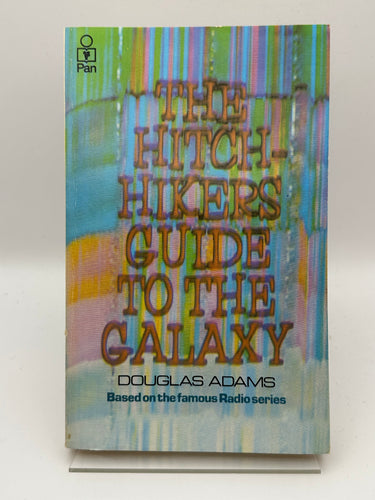 Pan
THE
HITCH-
HIKERS
GUIDE
TO THE
GALAXY
DOUGLAS ADAMS
Based on the famous Radio series